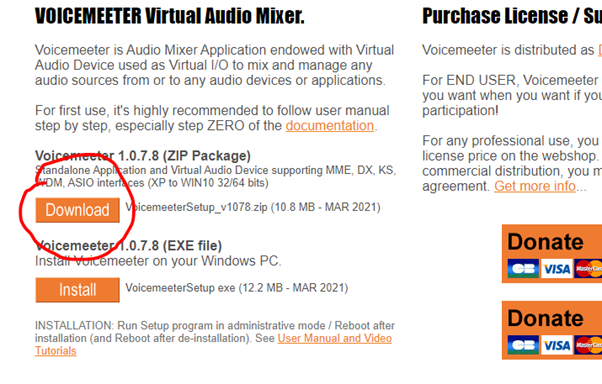 VOICEMEETER Virtual Audio Mixer.
Voicemeeter is Audio Mixer Application endowed with Virtual
Audio Device used as Virtual I/O to mix and manage any
audio sources from or to any audio devices or applications.
For first use, it's highly recommended to follow user manual
step by step, especially step ZERO of the documentation.
Voicemeeter 1.0.7.8 (ZIP Package)
Standalone Application and Virtual Audio Device supporting MME, DX, KS,
WDM, ASIO interfaces (XP to WIN10 32/64 bits)
Download VoicemeeterSetup_v1078.zip (10.8 MB - MAR 2021)
Voicemeeter 1.0.7.8 (EXE file)
Install Voicemeeter on your Windows PC.
Install VoicemeeterSetup exe (12.2 MB - MAR 2021)
INSTALLATION: Run Setup program in administrative mode / Reboot after
installation (and Reboot after de-installation). See User Manual and Video
Tutorials
Purchase License / Su
Voicemeeter is distributed as
For END USER, Voicemeeter
you want when you want if you
participation!
For any professional use, you
license price on the webshop.
commercial distribution, you m
agreement. Get more info...
Donate
CB VISA MasterCard
Donate
CB VISA MasterCard